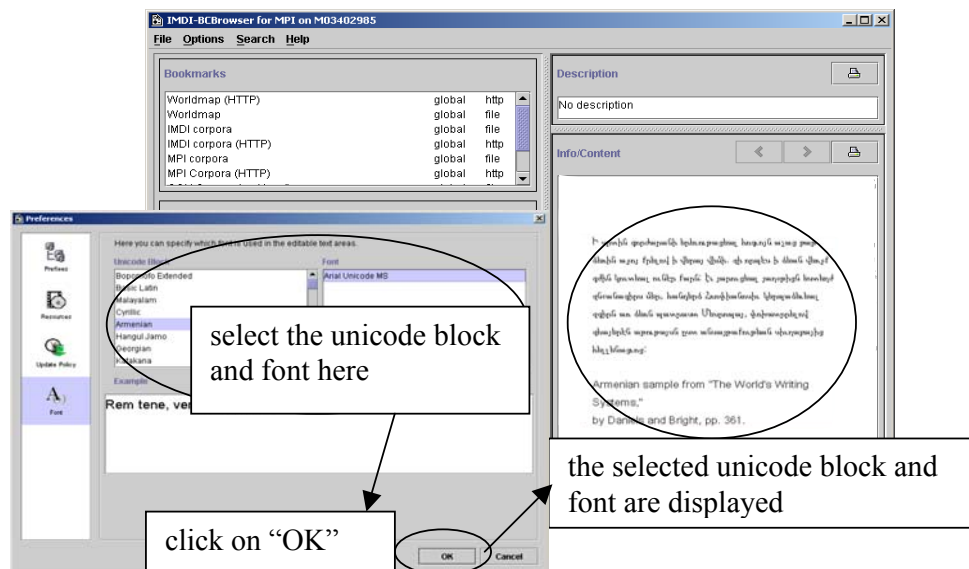 IMDI-BCBrowser for MPI on M03402985
File Options Search Help
Bookmarks
Worldmap (HTTP) global http
Worldmap global file
IMDI corpora global file
IMDI corpora (HTTP) global http
MPI corpora global file
MPI Corpora (HTTP) global http
Description
No description
Info/Content
Armenian sample from "The World's Writing
Systems,"
by Daniels and Bright, pp. 361.
Preferences
Prefixes
Resources
Update Policy
Font
Here you can specify which font is used in the editable text areas.
Unicode Block
Bopomofo Extended
Basic Latin
Malayalam
Cyrillic
Armenian
Hangul Jamo
Georgian
Katakana
Font
Arial Unicode MS
Example
Rem tene, ver
select the unicode block
and font here
click on “OK”
OK Cancel
the selected unicode block and
font are displayed